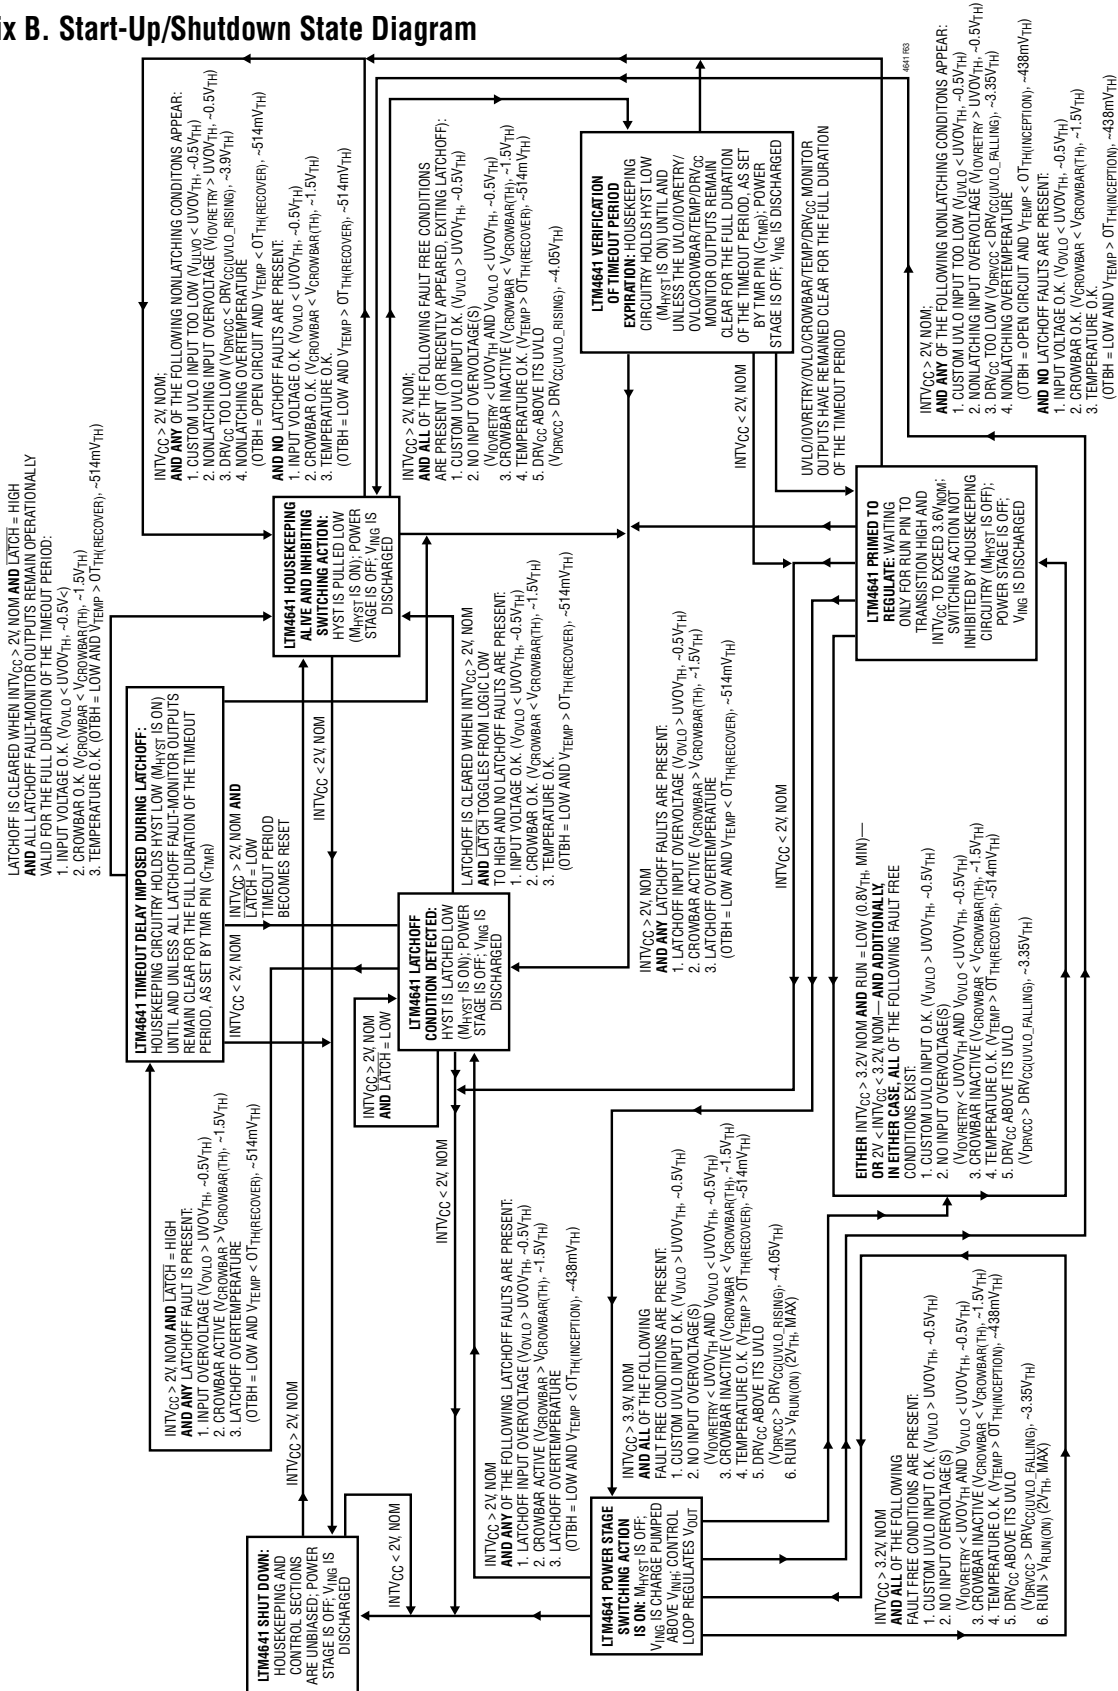 ix B. Start-Up/Shutdown State Diagram
LTM4641 SHUT DOWN:
HOUSEKEEPING AND
CONTROL SECTIONS
ARE UNBIASED; POWER
STAGE IS OFF; VING IS
DISCHARGED
INTVCC < 2V, NOM
INTVCC > 2V, NOM
LTM4641 POWER STAGE
SWITCHING ACTION
IS ON: MHYST IS OFF;
VING IS CHARGE PUMPED
ABOVE VINH; CONTROL
LOOP REGULATES VOUT
INTVCC > 2V, NOM AND LATCH = HIGH
AND ANY LATCHOFF FAULT IS PRESENT:
1. INPUT OVERVOLTAGE (VOVLO > UVOVTH, ~0.5VTH)
2. CROWBAR ACTIVE (VCROWBAR > VCROWBAR(TH), ~1.5VTH)
3. LATCHOFF OVERTEMPERATURE
(OTBH = LOW AND VTEMP < OTTH(RECOVER), ~514mVTH)
INTVCC > 2V, NOM
AND ANY OF THE FOLLOWING LATCHOFF FAULTS ARE PRESENT:
1. LATCHOFF INPUT OVERVOLTAGE (VOVLO > UVOVTH, ~0.5VTH)
2. CROWBAR ACTIVE (VCROWBAR > VCROWBAR(TH), ~1.5VTH)
3. LATCHOFF OVERTEMPERATURE
(OTBH = LOW AND VTEMP < OTTH(INCEPTION), ~438mVTH)
INTVCC > 3.9V, NOM
AND ALL OF THE FOLLOWING
FAULT FREE CONDITIONS ARE PRESENT:
1. CUSTOM UVLO INPUT O.K. (VUVLO > UVOVTH, ~0.5VTH)
2. NO INPUT OVERVOLTAGE(S)
(VIOVRETRY < UVOVTH AND VOVLO < UVOVTH, ~0.5VTH)
3. CROWBAR INACTIVE (VCROWBAR < VCROWBAR(TH), ~1.5VTH)
4. TEMPERATURE O.K. (VTEMP > OTTH(RECOVER), ~514mVTH)
5. DRVCC ABOVE ITS UVLO
(VDRVCC > DRVCC(UVLO_RISING), ~4.05VTH)
6. RUN > VRUN(ON) (2VTH, MAX)
INTVCC > 3.2V, NOM
AND ALL OF THE FOLLOWING
FAULT FREE CONDITIONS ARE PRESENT:
1. CUSTOM UVLO INPUT O.K. (VUVLO > UVOVTH, ~0.5VTH)
2. NO INPUT OVERVOLTAGE(S)
(VIOVRETRY < UVOVTH AND VOVLO < UVOVTH, ~0.5VTH)
3. CROWBAR INACTIVE (VCROWBAR < VCROWBAR(TH), ~1.5VTH)
4. TEMPERATURE O.K. (VTEMP > OTTH(INCEPTION), ~438mVTH)
5. DRVCC ABOVE ITS UVLO
(VDRVCC > DRVCC(UVLO_FALLING), ~3.35VTH)
6. RUN > VRUN(ON) (2VTH, MAX)
LTM4641 TIMEOUT DELAY IMPOSED DURING LATCHOFF:
HOUSEKEEPING CIRCUITRY HOLDS HYST LOW (MHYST IS ON)
UNTIL AND UNLESS ALL LATCHOFF FAULT-MONITOR OUTPUTS
REMAIN CLEAR FOR THE FULL DURATION OF THE TIMEOUT
PERIOD, AS SET BY TMR PIN (CTMR)
INTVCC < 2V, NOM
INTVCC > 2V, NOM AND
LATCH = LOW
TIMEOUT PERIOD
BECOMES RESET
LTM4641 LATCHOFF
CONDITION DETECTED:
HYST IS LATCHED LOW
(MHYST IS ON); POWER
STAGE IS OFF; VING IS
DISCHARGED
INTVCC > 2V, NOM
AND LATCH = LOW
INTVCC < 2V, NOM
INTVCC < 2V, NOM
EITHER INTVCC > 3.2V NOM AND RUN = LOW (0.8VTH, MIN)—
OR 2V < INTVCC < 3.2V, NOM— AND ADDITIONALLY,
IN EITHER CASE, ALL OF THE FOLLOWING FAULT FREE
CONDITIONS EXIST:
1. CUSTOM UVLO INPUT O.K. (VUVLO > UVOVTH, ~0.5VTH)
2. NO INPUT OVERVOLTAGE(S)
(VIOVRETRY < UVOVTH AND VOVLO < UVOVTH, ~0.5VTH)
3. CROWBAR INACTIVE (VCROWBAR < VCROWBAR(TH), ~1.5VTH)
4. TEMPERATURE O.K. (VTEMP > OTTH(RECOVER), ~514mVTH)
5. DRVCC ABOVE ITS UVLO
(VDRVCC > DRVCC(UVLO_FALLING), ~3.35VTH)
LATCHOFF IS CLEARED WHEN INTVCC > 2V, NOM AND LATCH = HIGH
AND ALL LATCHOFF FAULT-MONITOR OUTPUTS REMAIN OPERATIONALLY
VALID FOR THE FULL DURATION OF THE TIMEOUT PERIOD:
1. INPUT VOLTAGE O.K. (VOVLO < UVOVTH, ~0.5V<)
2. CROWBAR O.K. (VCROWBAR < VCROWBAR(TH), ~1.5VTH)
3. TEMPERATURE O.K. (OTBH = LOW AND VTEMP > OTTH(RECOVER), ~514mVTH)
LATCHOFF IS CLEARED WHEN INTVCC > 2V, NOM
AND LATCH TOGGLES FROM LOGIC LOW
TO HIGH AND NO LATCHOFF FAULTS ARE PRESENT:
1. INPUT VOLTAGE O.K. (VOVLO < UVOVTH, ~0.5VTH)
2. CROWBAR O.K. (VCROWBAR < VCROWBAR(TH), ~1.5VTH)
3. TEMPERATURE O.K.
(OTBH = LOW AND VTEMP > OTTH(RECOVER), ~514mVTH)
INTVCC > 2V, NOM
AND ANY LATCHOFF FAULTS ARE PRESENT:
1. LATCHOFF INPUT OVERVOLTAGE (VOVLO > UVOVTH, ~0.5VTH)
2. CROWBAR ACTIVE (VCROWBAR > VCROWBAR(TH), ~1.5VTH)
3. LATCHOFF OVERTEMPERATURE
(OTBH = LOW AND VTEMP < OTTH(RECOVER), ~514mVTH)
INTVCC < 2V, NOM
LTM4641 HOUSEKEEPING
ALIVE AND INHIBITING
SWITCHING ACTION:
HYST IS PULLED LOW
(MHYST IS ON); POWER
STAGE IS OFF; VING IS
DISCHARGED
INTVCC > 2V, NOM;
AND ANY OF THE FOLLOWING NONLATCHING CONDITIONS APPEAR:
1. CUSTOM UVLO INPUT TOO LOW (VULVO < UVOVTH, ~0.5VTH)
2. NONLATCHING INPUT OVERVOLTAGE (VIOVRETRY > UVOVTH, ~0.5VTH)
3. DRVCC TOO LOW (VDRVCC < DRVCC(UVLO_RISING), ~3.9VTH)
4. NONLATCHING OVERTEMPERATURE
(OTBH = OPEN CIRCUIT AND VTEMP < OTTH(RECOVER), ~514mVTH)
AND NO LATCHOFF FAULTS ARE PRESENT:
1. INPUT VOLTAGE O.K. (VOVLO < UVOVTH, ~0.5VTH)
2. CROWBAR O.K. (VCROWBAR < VCROWBAR(TH), ~1.5VTH)
3. TEMPERATURE O.K.
(OTBH = LOW AND VTEMP > OTTH(RECOVER), ~514mVTH)
INTVCC > 2V, NOM;
AND ALL OF THE FOLLOWING FAULT FREE CONDITIONS
ARE PRESENT (OR RECENTLY APPEARED, EXITING LATCHOFF):
1. CUSTOM UVLO INPUT O.K. (VUVLO > UVOVTH, ~0.5VTH)
2. NO INPUT OVERVOLTAGE(S)
(VIOVRETRY < UVOVTH AND VOVLO < UVOVTH, ~0.5VTH)
3. CROWBAR INACTIVE (VCROWBAR < VCROWBAR(TH), ~1.5VTH)
4. TEMPERATURE O.K. (VTEMP > OTTH(RECOVER), ~514mVTH)
5. DRVCC ABOVE ITS UVLO
(VDRVCC > DRVCC(UVLO_RISING), ~4.05VTH)
LTM4641 VERIFICATION
OF TIMEOUT PERIOD
EXPIRATION: HOUSEKEEPING
CIRCUITRY HOLDS HYST LOW
(MHYST IS ON) UNTIL AND
UNLESS THE UVLO/IOVRETRY/
OVLO/CROWBAR/TEMP/DRVCC
MONITOR OUTPUTS REMAIN
CLEAR FOR THE FULL DURATION
OF THE TIMEOUT PERIOD, AS SET
BY TMR PIN (CTMR); POWER
STAGE IS OFF; VING IS DISCHARGED
INTVCC < 2V, NOM
UVLO/IOVRETRY/OVLO/CROWBAR/TEMP/DRVCC MONITOR
OUTPUTS HAVE REMAINED CLEAR FOR THE FULL DURATION
OF THE TIMEOUT PERIOD
LTM4641 PRIMED TO
REGULATE: WAITING
ONLY FOR RUN PIN TO
TRANSTION HIGH AND
INTVCC TO EXCEED 3.6VNOM;
SWITCHING ACTION NOT
INHIBITED BY HOUSEKEEPING
CIRCUITRY (MHYST IS OFF);
POWER STAGE IS OFF;
VING IS DISCHARGED
4641 F63
INTVCC > 2V, NOM;
AND ANY OF THE FOLLOWING NONLATCHING CONDITIONS APPEAR:
1. CUSTOM UVLO INPUT TOO LOW (VUVLO < UVOVTH, ~0.5VTH)
2. NONLATCHING INPUT OVERVOLTAGE (VIOVRETRY > UVOVTH, ~0.5VTH)
3. DRVCC TOO LOW (VDRVCC < DRVCC(UVLO_FALLING), ~3.35VTH)
4. NONLATCHING OVERTEMPERATURE
(OTBH = OPEN CIRCUIT AND VTEMP < OTTH(INCEPTION), ~438mVTH)
AND NO LATCHOFF FAULTS ARE PRESENT:
1. INPUT VOLTAGE O.K. (VOVLO < UVOVTH, ~0.5VTH)
2. CROWBAR O.K. (VCROWBAR < VCROWBAR(TH), ~1.5VTH)
3. TEMPERATURE O.K.
(OTBH = LOW AND VTEMP > OTTH(INCEPTION), ~438mVTH)